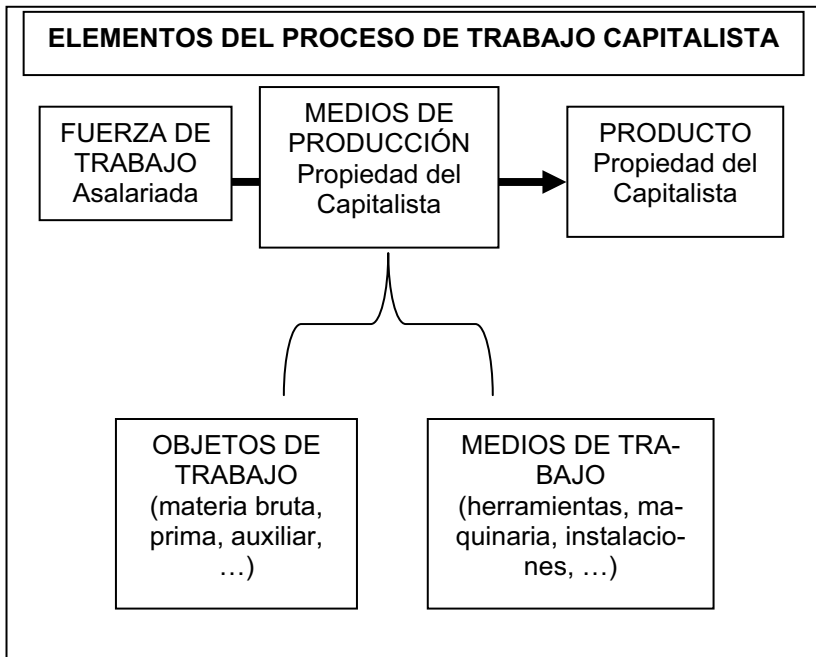 ELEMENTOS DEL PROCESO DE TRABAJO CAPITALISTA
FUERZA DE
TRABAJO
Asalariada
MEDIOS DE
PRODUCCIÓN
Propiedad del
Capitalista
PRODUCTO
Propiedad del
Capitalista
OBJETOS DE
TRABAJO
(materia bruta,
prima, auxiliar,
…)
MEDIOS DE TRA-
BAJO
(herramientas, ma-
quinaria, instalacio-
nes, …)